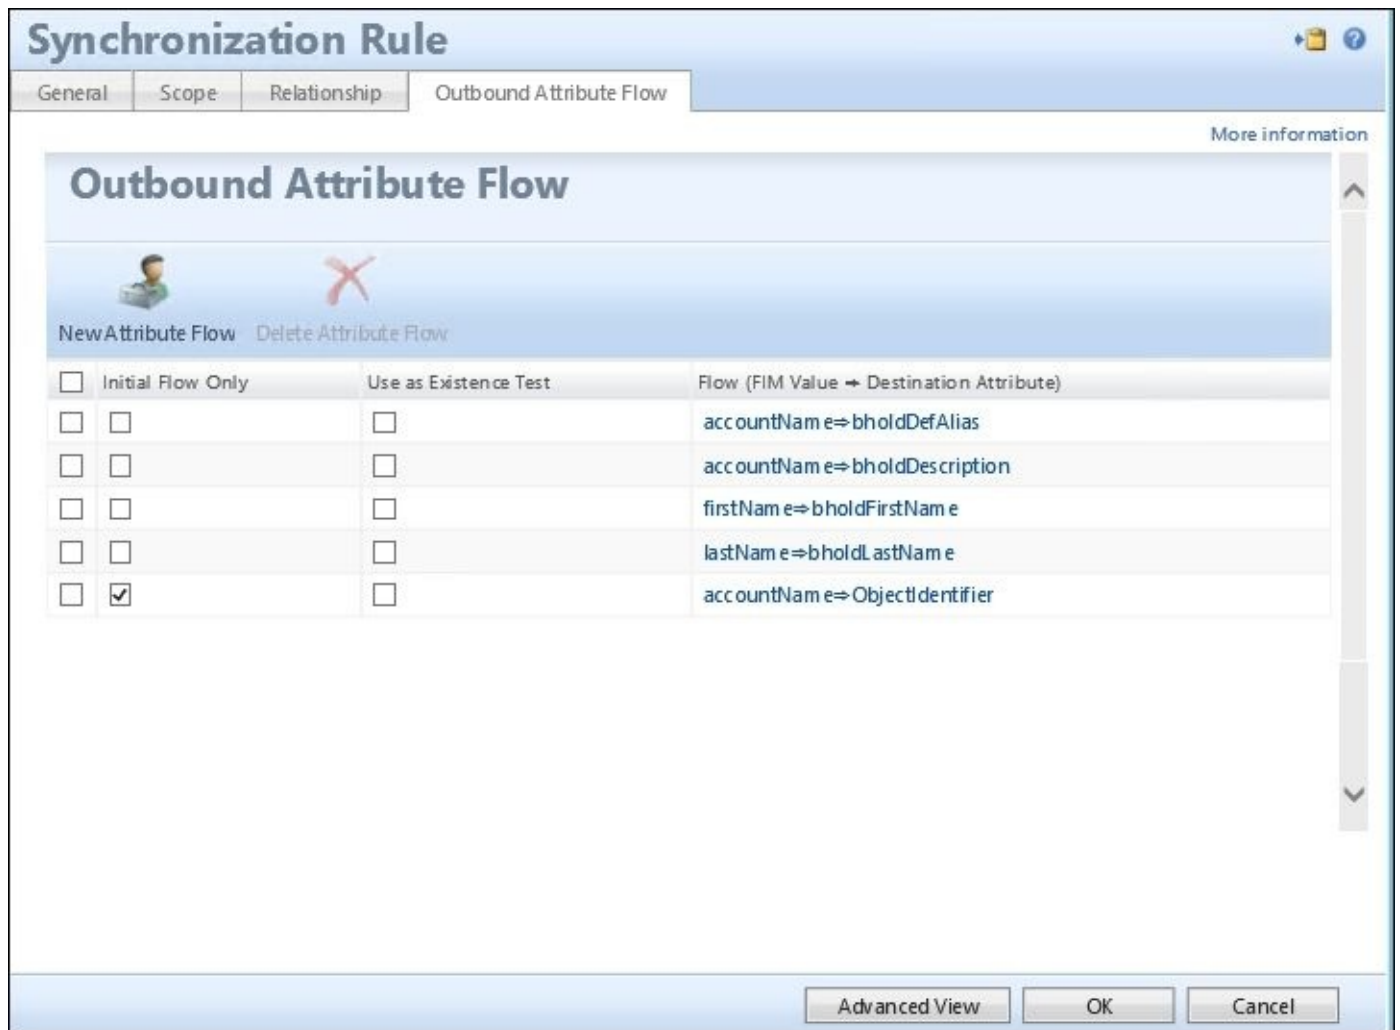 Synchronization Rule
General Scope Relationship Outbound Attribute Flow
More information
Outbound Attribute Flow
New Attribute Flow Delete Attribute Flow
Initial Flow Only Use as Existence Test Flow (FIM Value → Destination Attribute)
accountName⇒bholdDefAlias
accountName⇒bholdDescription
firstName⇒bholdFirstName
lastName⇒bholdLastName
accountName⇒ObjectIdentifier
Advanced View OK Cancel